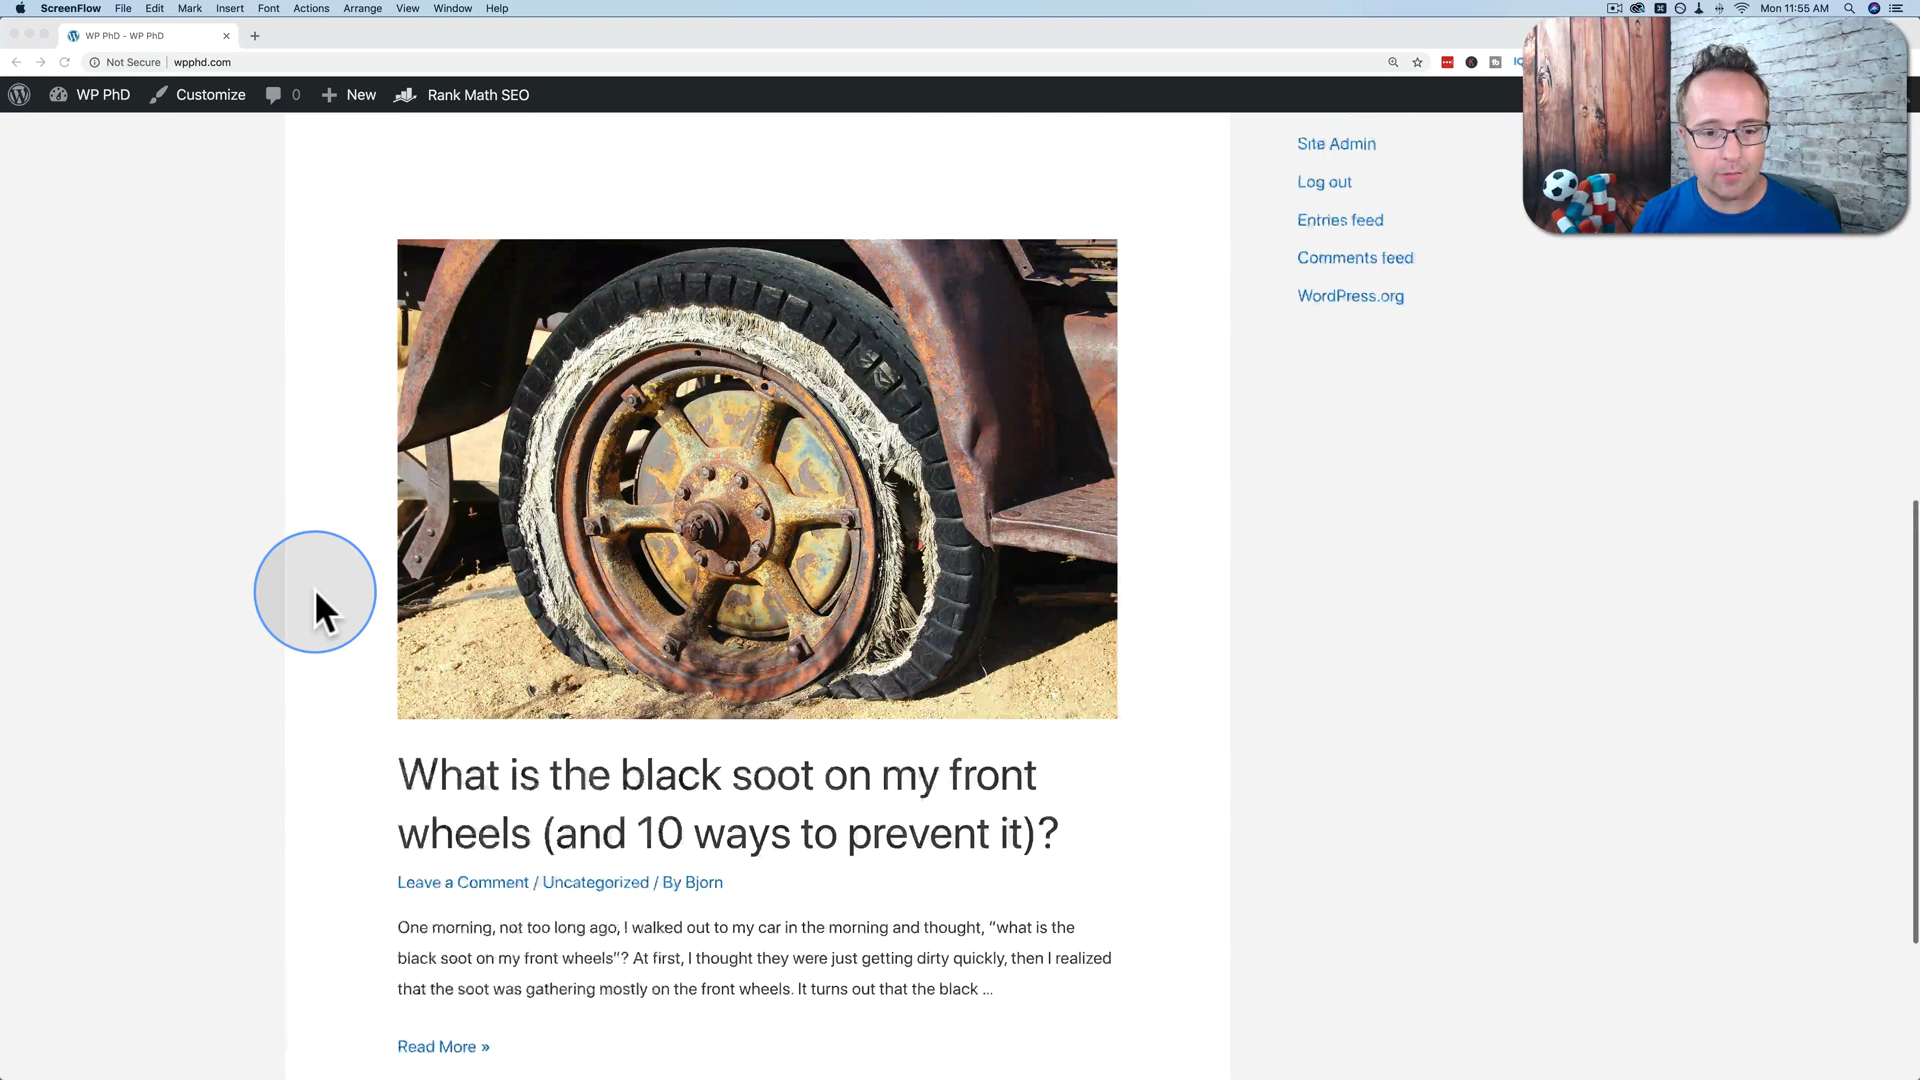 ScreenFlow File Edit Mark Insert Font Actions Arrange View Window Help Mon 11:55 AM
WP PhD - WP PhD
Not Secure wpphd.com
WP PhD Customize 0 New Rank Math SEO
Site Admin
Log out
Entries feed
Comments feed
WordPress.org
What is the black soot on my front
wheels (and 10 ways to prevent it)?
Leave a Comment / Uncategorized / By Bjorn
One morning, not too long ago, I walked out to my car in the morning and thought, “what is the
black soot on my front wheels”? At first, I thought they were just getting dirty quickly, then I realized
that the soot was gathering mostly on the front wheels. It turns out that the black ...
Read More »